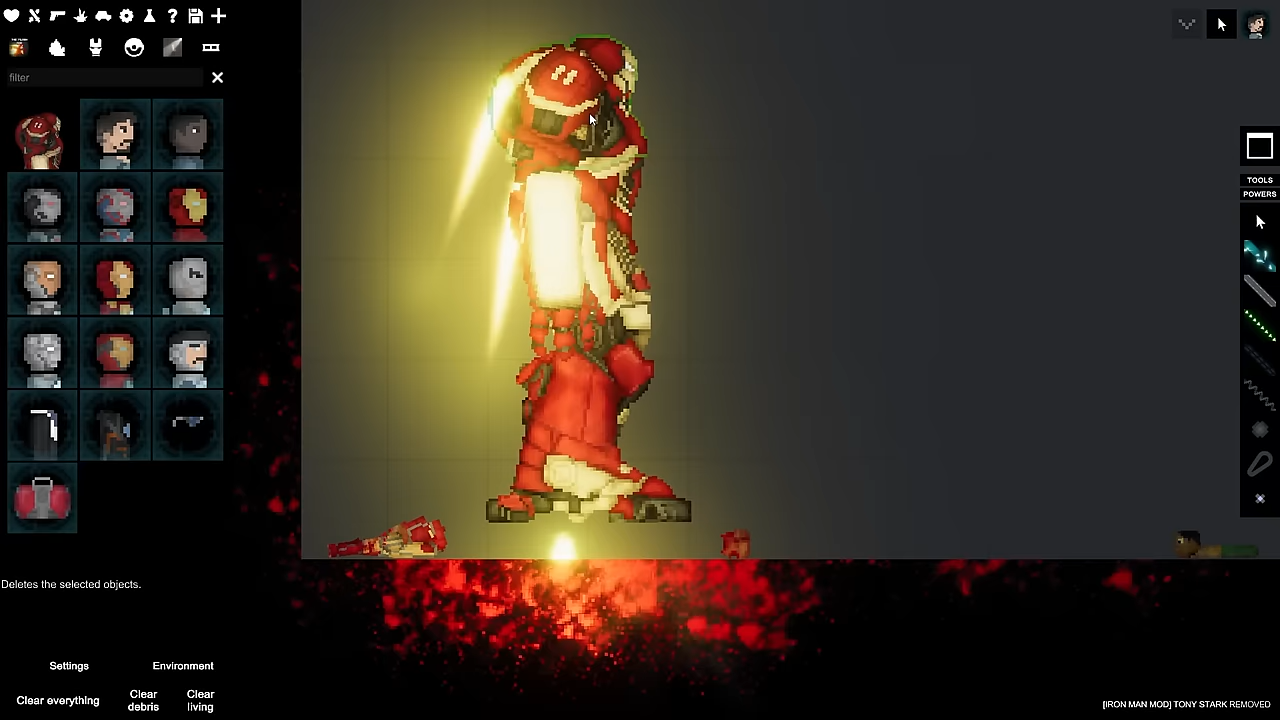 filter
TOOLS
POWERS
Deletes the selected objects.
Settings
Environment
Clear everything
Clear debris
Clear living
[IRON MAN MOD] TONY STARK REMOVED